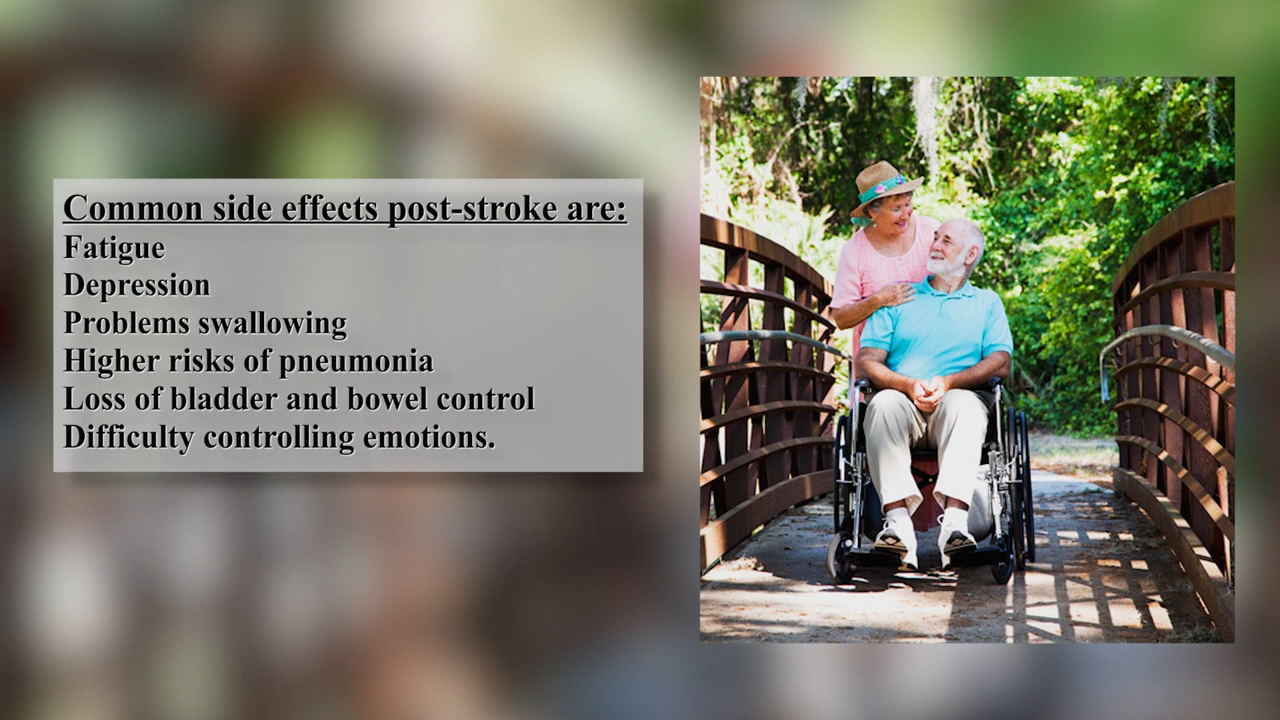 Common side effects post-stroke are:
Fatigue
Depression
Problems swallowing
Higher risks of pneumonia
Loss of bladder and bowel control
Difficulty controlling emotions.